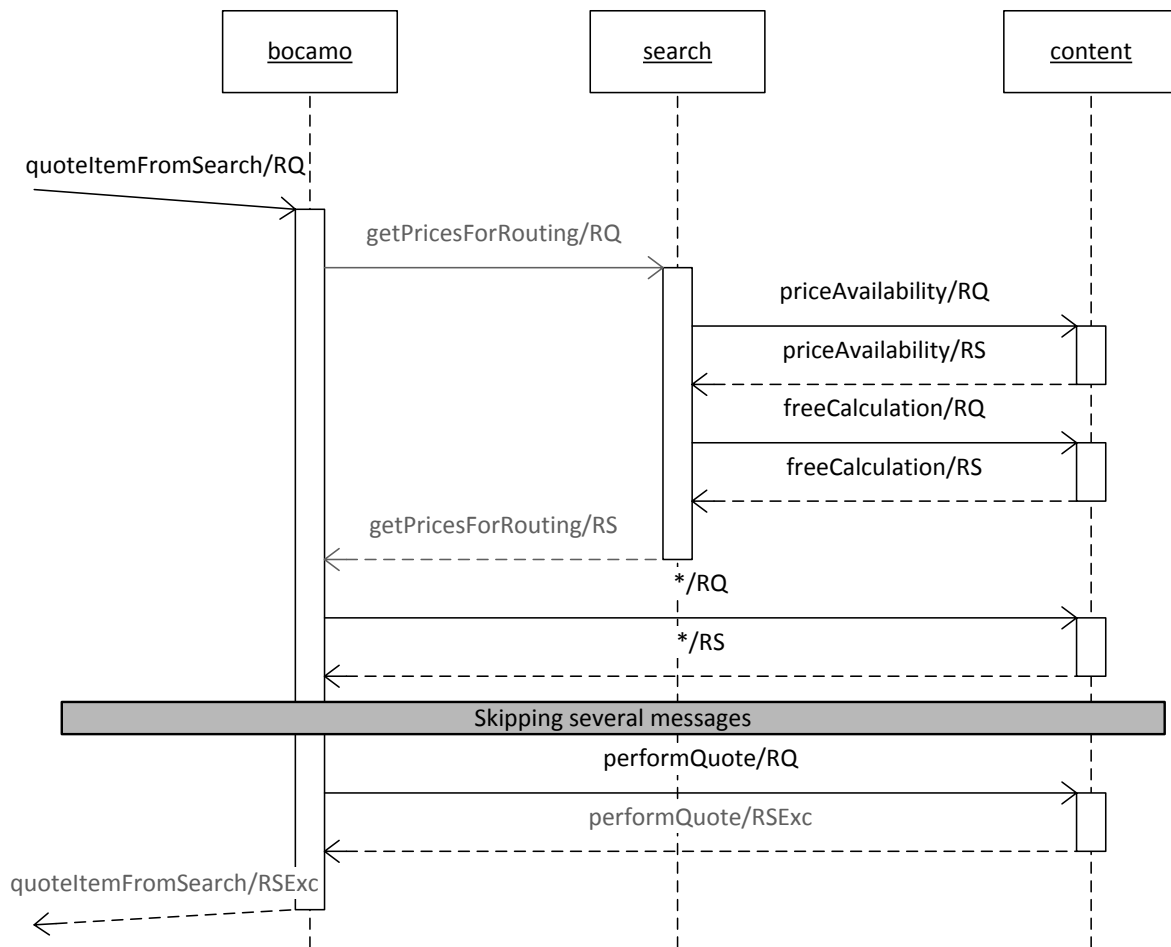 bocamo
search
content
quoteItemFromSearch/RQ
getPricesForRouting/RQ
priceAvailability/RQ
priceAvailability/RS
freeCalculation/RQ
freeCalculation/RS
getPricesForRouting/RS
*/RQ
*/RS
Skipping several messages
performQuote/RQ
performQuote/RSExc
quoteItemFromSearch/RSExc